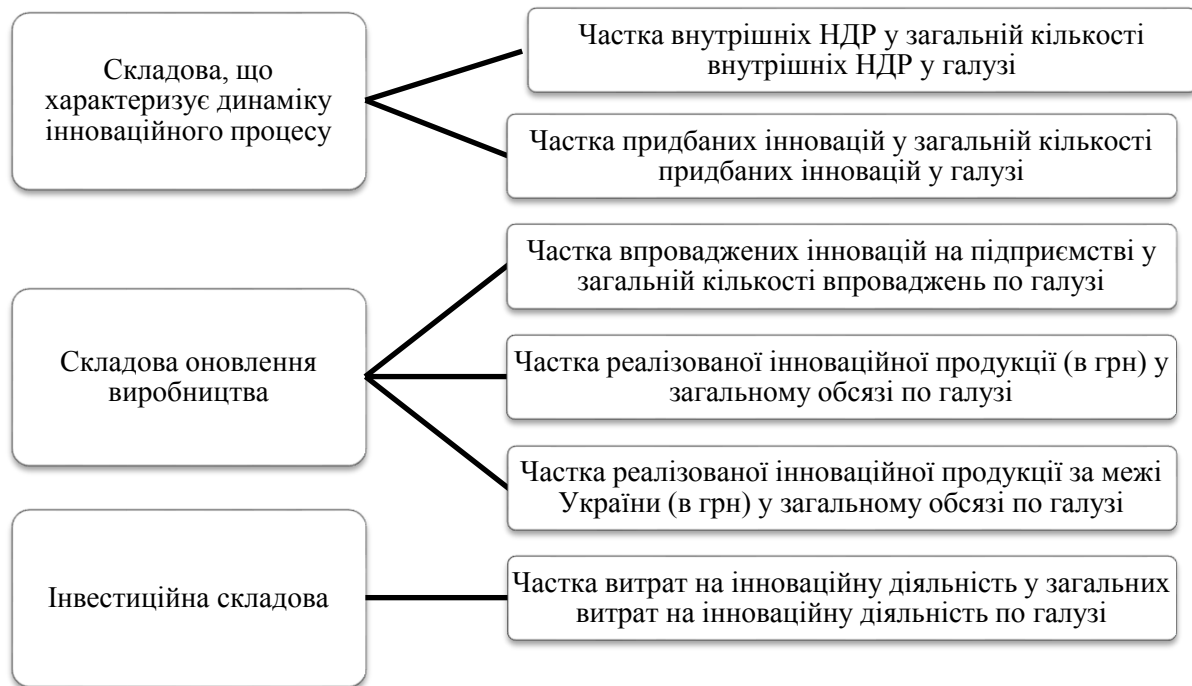 Складова, що
характеризує динаміку
інноваційного процесу
Частка внутрішніх НДР у загальній кількості
внутрішніх НДР у галузі
Частка придбаних інновацій у загальній кількості
придбаних інновацій у галузі
Складова оновлення
виробництва
Частка впроваджених інновацій на підприємстві у
загальній кількості впроваджень по галузі
Частка реалізованої інноваційної продукції (в грн) у
загальному обсязі по галузі
Частка реалізованої інноваційної продукції за межі
України (в грн) у загальному обсязі по галузі
Інвестиційна складова
Частка витрат на інноваційну діяльність у загальних
витрат на інноваційну діяльність по галузі